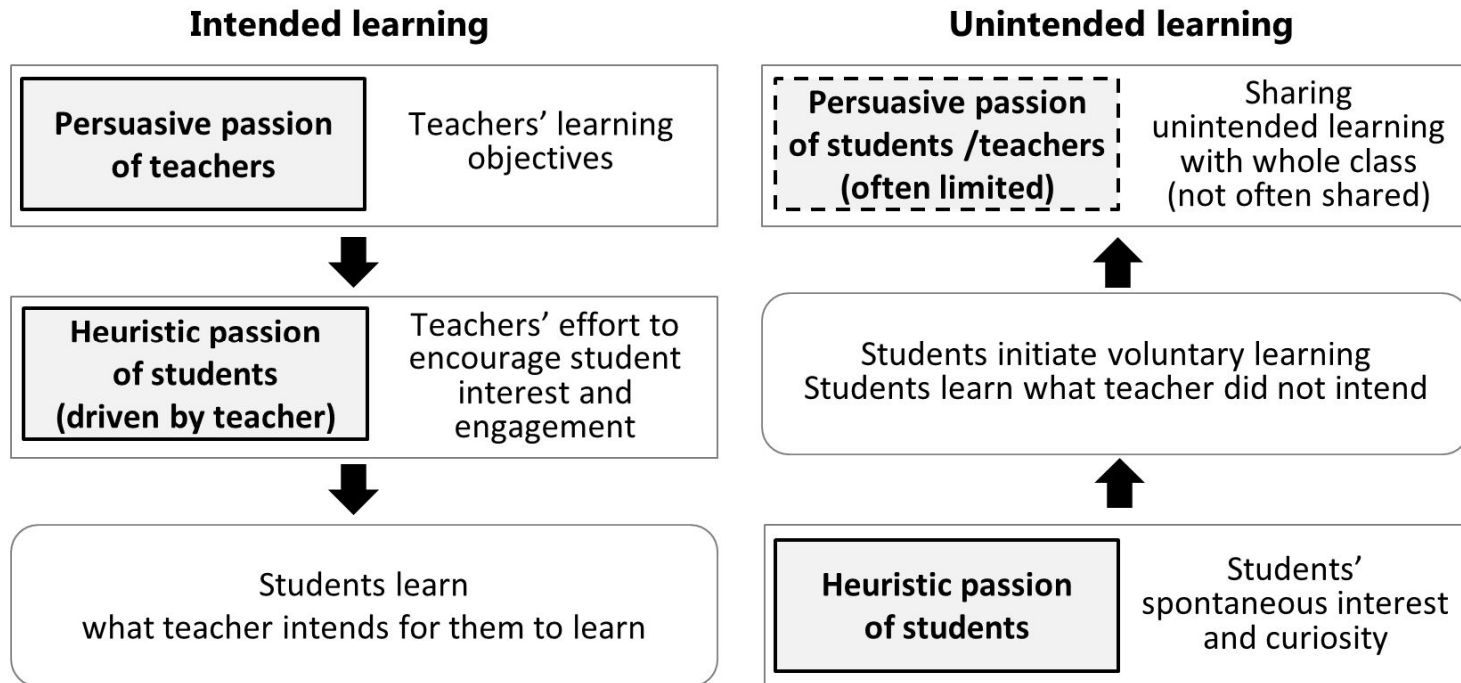 Intended learning
Persuasive passion
of teachers
Teachers’ learning
objectives
Heuristic passion
of students
(driven by teacher)
Teachers’ effort to
encourage student
interest and
engagement
Students learn
what teacher intends for them to learn
Unintended learning
Persuasive passion
of students /teachers
(often limited)
Sharing
unintended learning
with whole class
(not often shared)
Students initiate voluntary learning
Students learn what teacher did not intend
Heuristic passion
of students
Students’
spontaneous interest
and curiosity